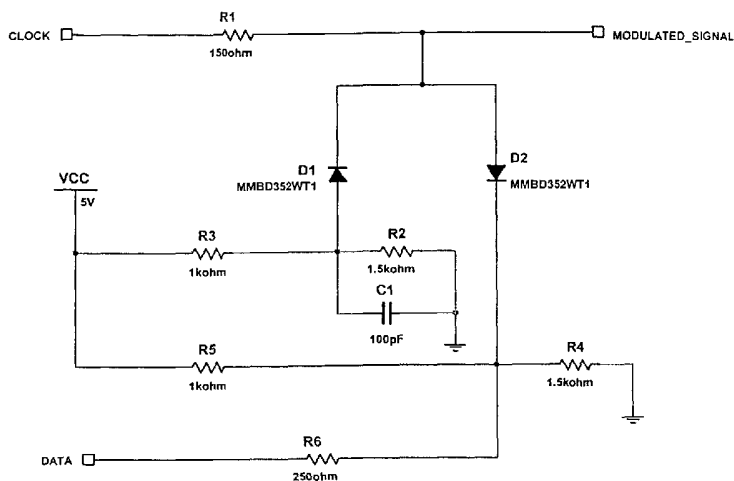 R1
CLOCK
MODULATED_SIGNAL
150ohm
D1
MMBD352WT1
D2
MMBD352WT1
VCC
5V
R3
1kohm
R2
1.5kohm
C1
100pF
R5
1kohm
R4
1.5kohm
DATA
R6
250ohm